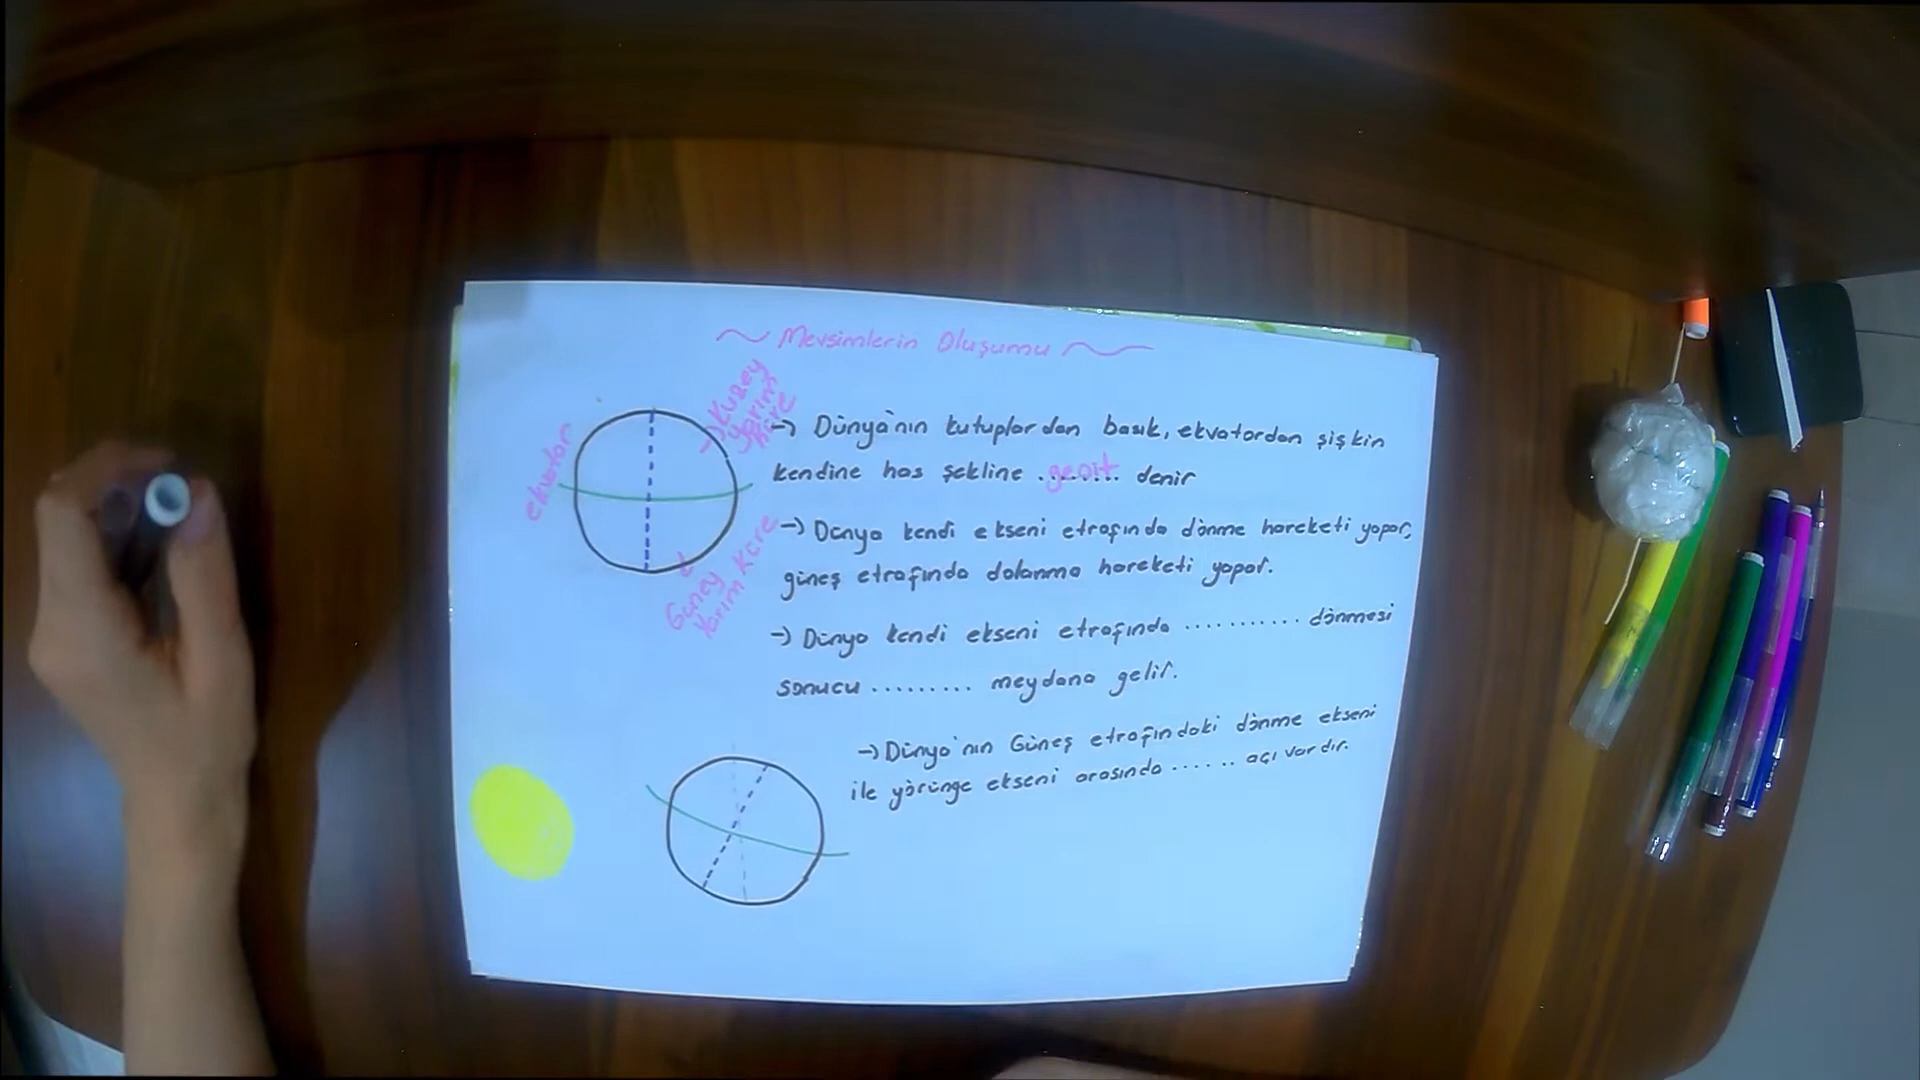 Mevsimlerin Oluşumu
ekvator
Kuzey
yarım
küre
Güney
Yarım Küre
→ Dünya'nın kutuplardan basık, ekvatordan şişkin
kendine has şekline ..geoit.. denir
→ Dünya kendi ekseni etrafında dönme hareketi yapar,
güneş etrafında dolanma hareketi yapar.
→ Dünya kendi ekseni etrafında ........... dönmesi
sonucu ......... meydana gelir.
→ Dünya'nın Güneş etrafındaki dönme ekseni
ile yörünge ekseni arasında ...... açı vardır.